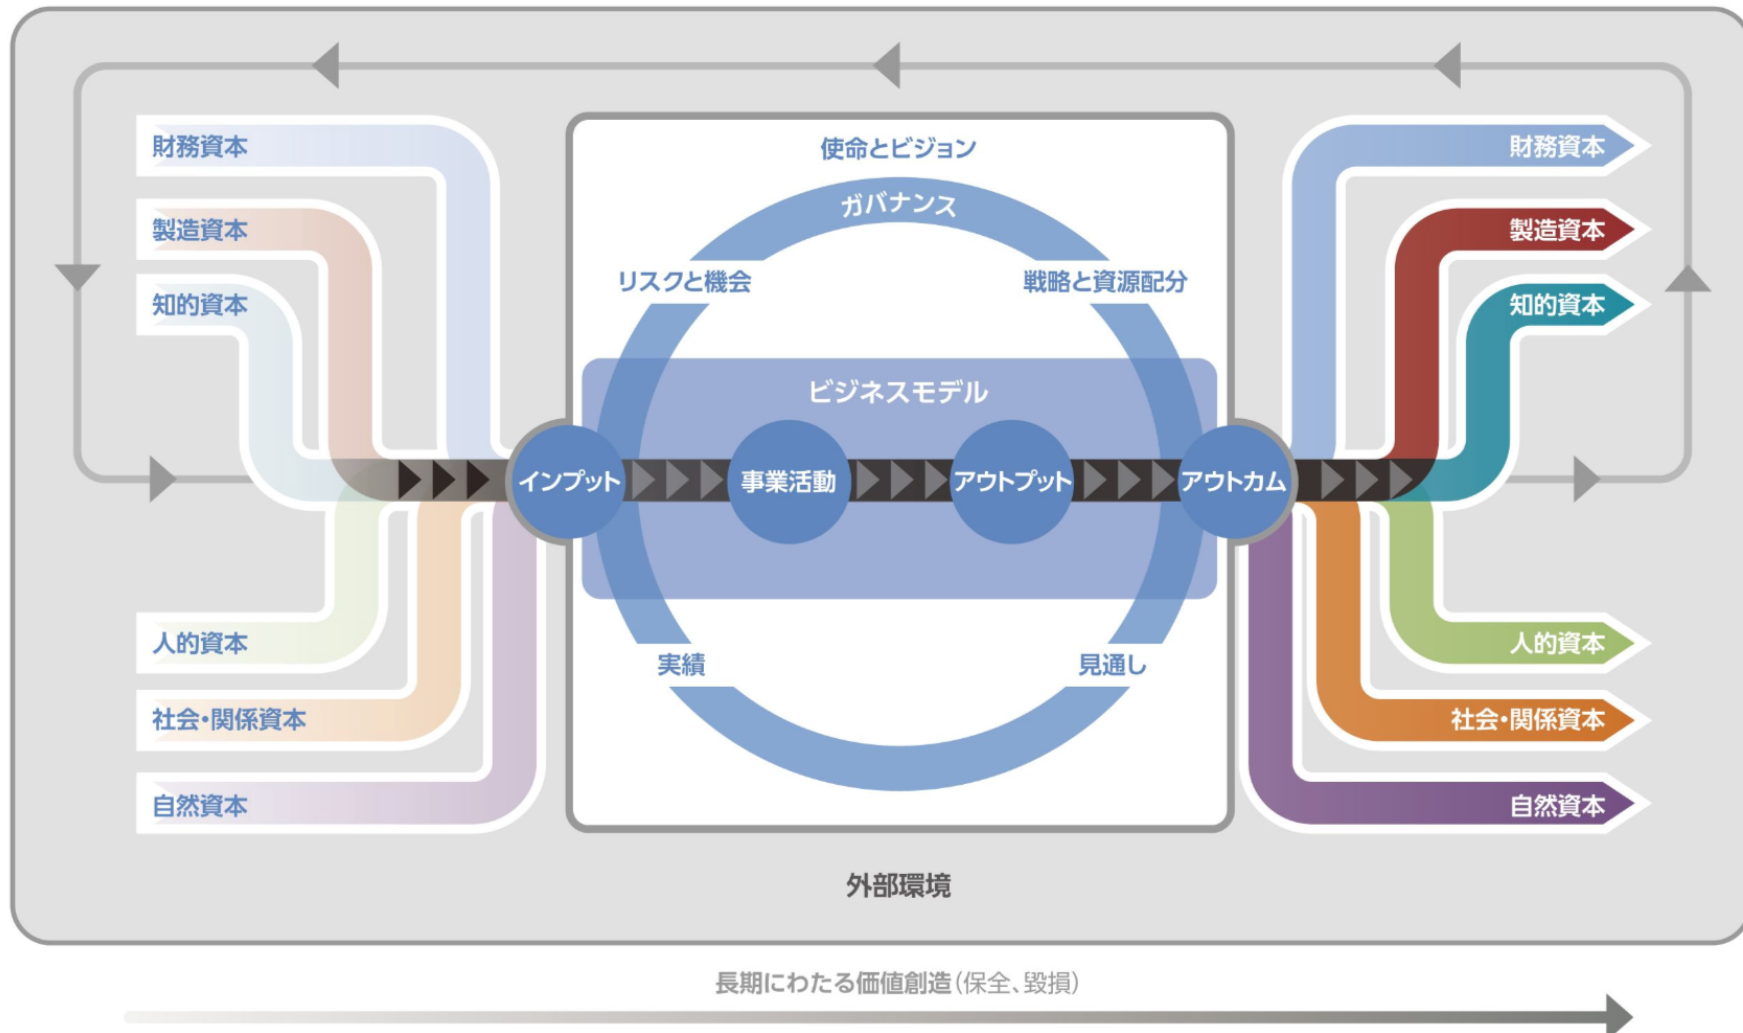 財務資本
製造資本
知的資本
人的資本
社会・関係資本
自然資本
使命とビジョン
ガバナンス
リスクと機会
戦略と資源配分
ビジネスモデル
インプット
事業活動
アウトプット
アウトカム
実績
見通し
財務資本
製造資本
知的資本
人的資本
社会・関係資本
自然資本
外部環境
長期にわたる価値創造(保全、毀損)